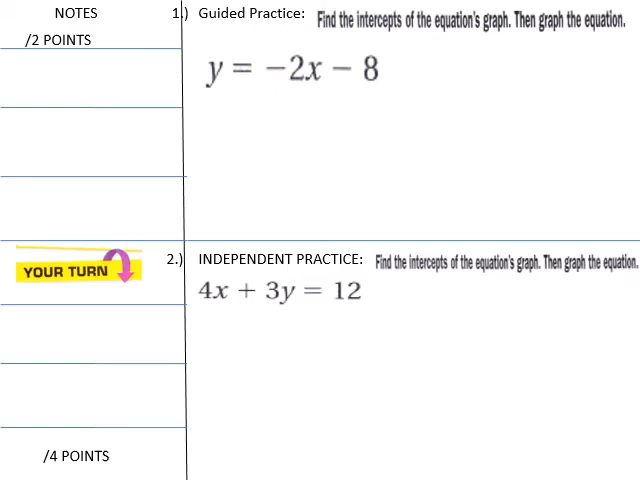 NOTES
/2 POINTS
1.) Guided Practice: Find the intercepts of the equation's graph. Then graph the equation.
y = −2x − 8
YOUR TURN
2.) INDEPENDENT PRACTICE: Find the intercepts of the equation's graph. Then graph the equation.
4x + 3y = 12
/4 POINTS